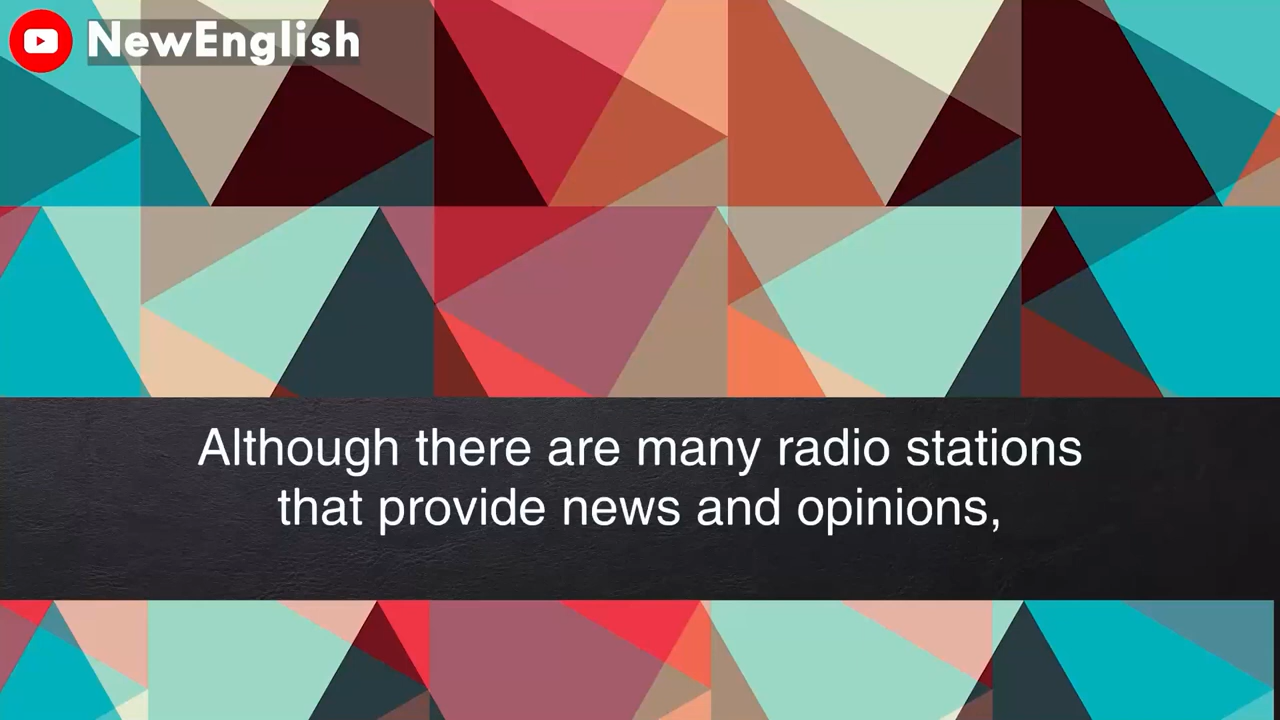 NewEnglish
Although there are many radio stations
that provide news and opinions,